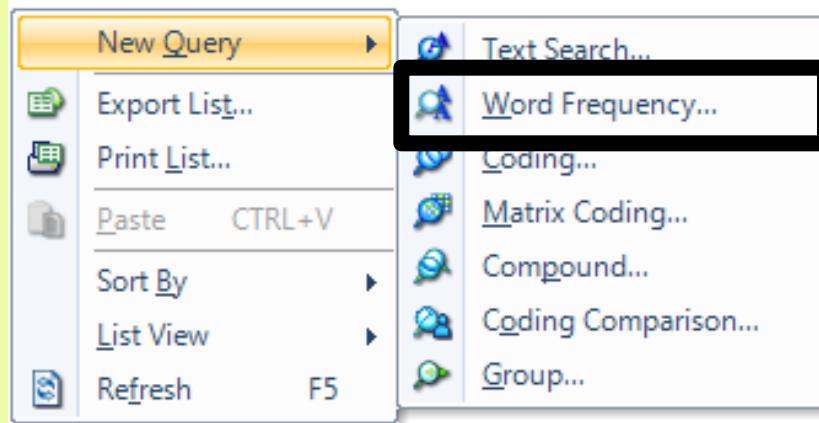 New Query
Export List...
Print List...
Paste CTRL+V
Sort By
List View
Refresh F5
Text Search...
Word Frequency...
Coding...
Matrix Coding...
Compound...
Coding Comparison...
Group...